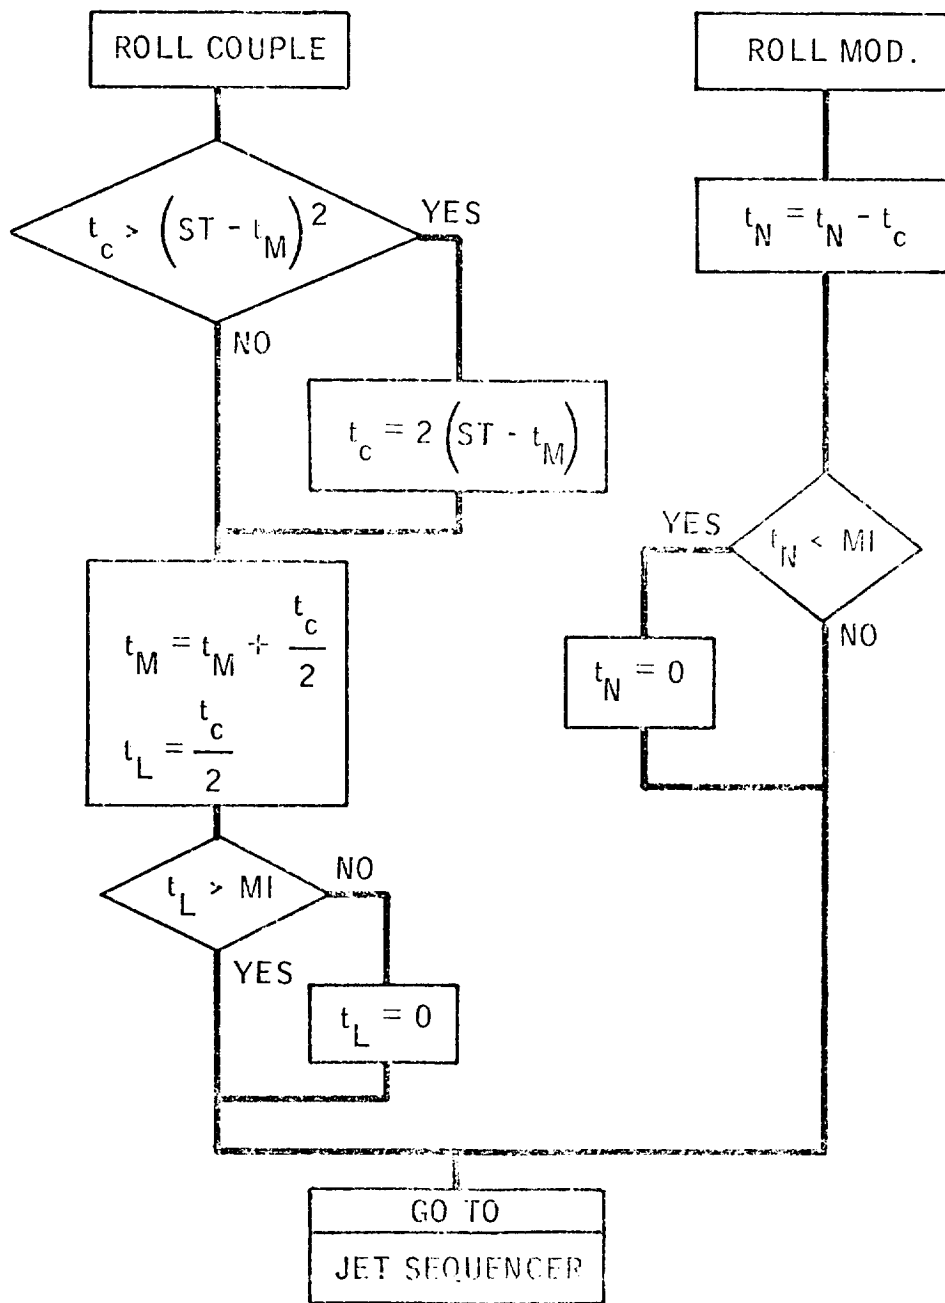 ROLL COUPLE
t_c > (ST - t_M)^2
YES
NO
t_c = 2 (ST - t_M)
t_M = t_M + t_c/2
t_L = t_c/2
t_L > MI
NO
YES
t_L = 0
ROLL MOD.
t_N = t_N - t_c
t_N < MI
YES
NO
t_N = 0
GO TO
JET SEQUENCER